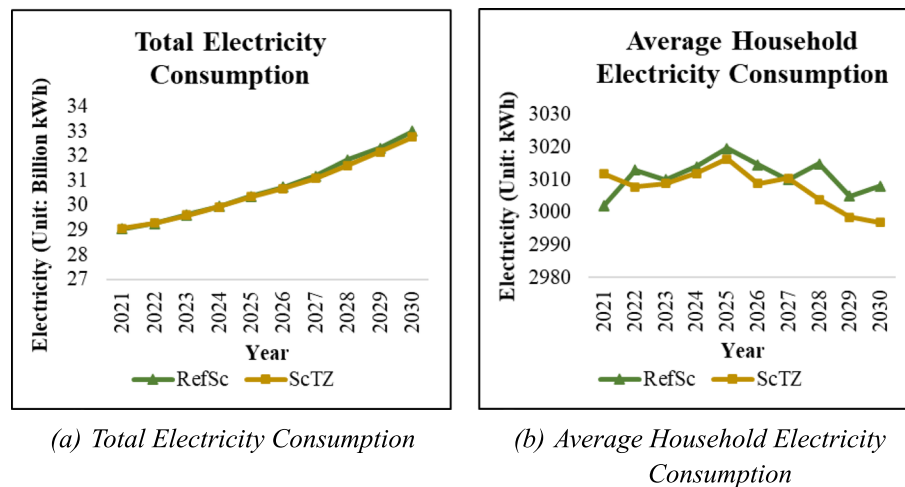 Total Electricity
Consumption
Electricity (Unit: Billion kWh)
34
33
32
31
30
29
28
27
2021
2022
2023
2024
2025
2026
2027
2028
2029
2030
Year
RefSc
ScTZ
(a) Total Electricity Consumption
Average Household
Electricity Consumption
Electricity (Unit: kWh)
3030
3020
3010
3000
2990
2980
2021
2022
2023
2024
2025
2026
2027
2028
2029
2030
Year
RefSc
ScTZ
(b) Average Household Electricity
Consumption